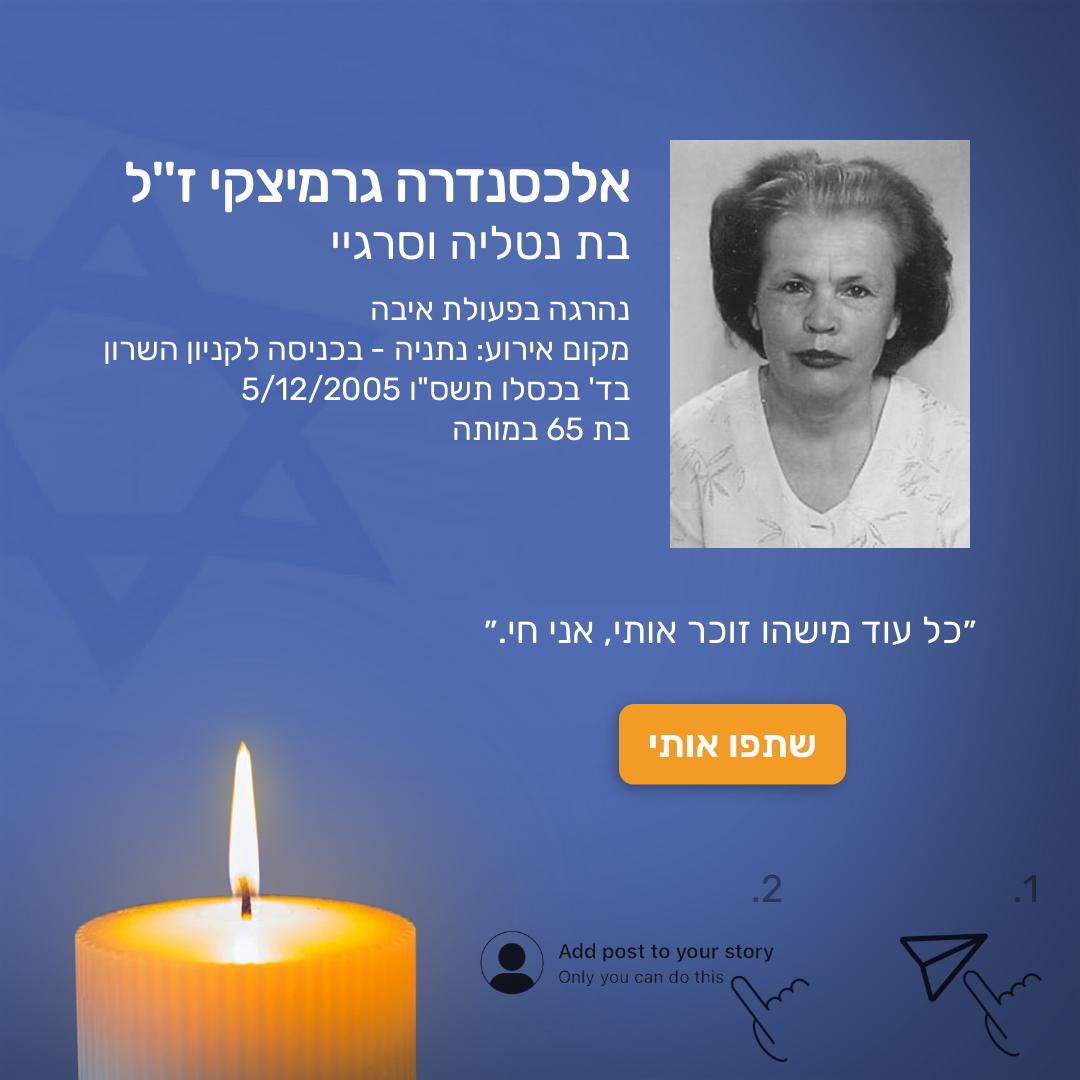 אלכסנדרה גרמיצקי ז"ל
בת נטליה וסרגיי
נהרגה בפעולת איבה
מקום אירוע: נתניה - בכניסה לקניון השרון
בד' בכסלו תשס"ו 5/12/2005
בת 65 במותה
״כל עוד מישהו זוכר אותי, אני חי.״
שתפו אותי
1.
2.
Add post to your story
Only you can do this